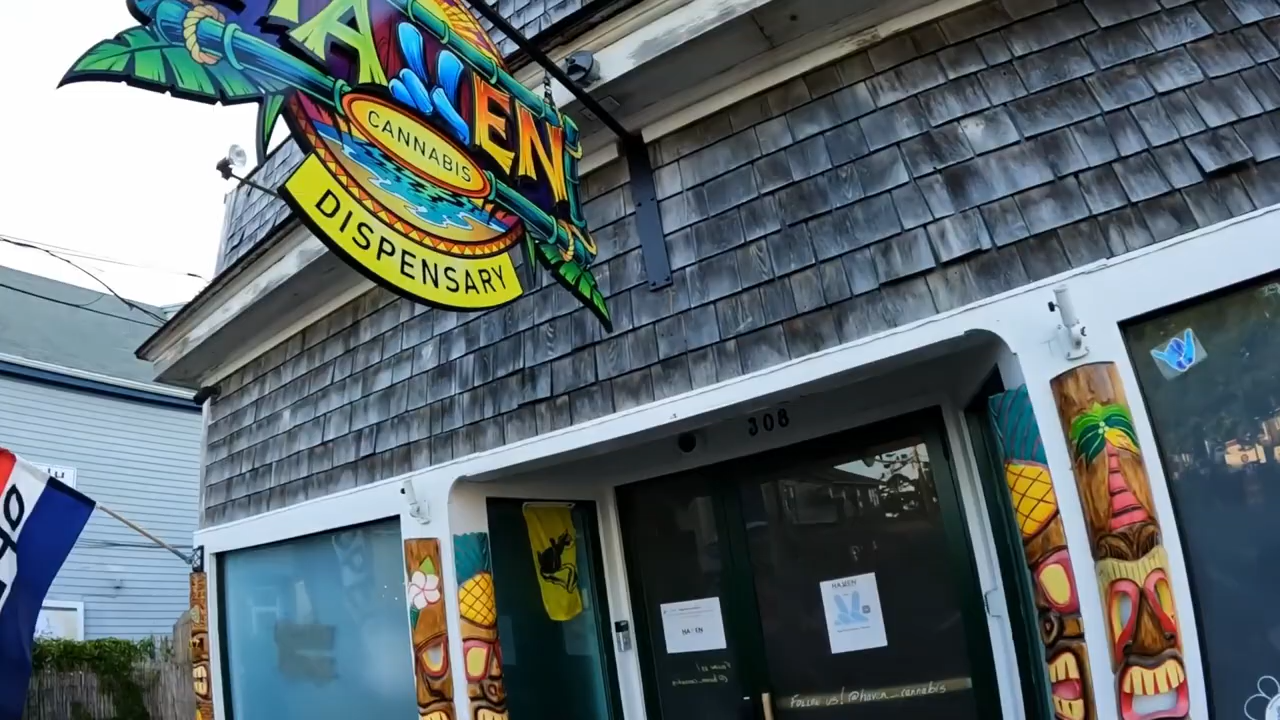 HAVEN
CANNABIS
DISPENSARY
308
HAVEN
HAVEN
Follow us! @haven_cannabis